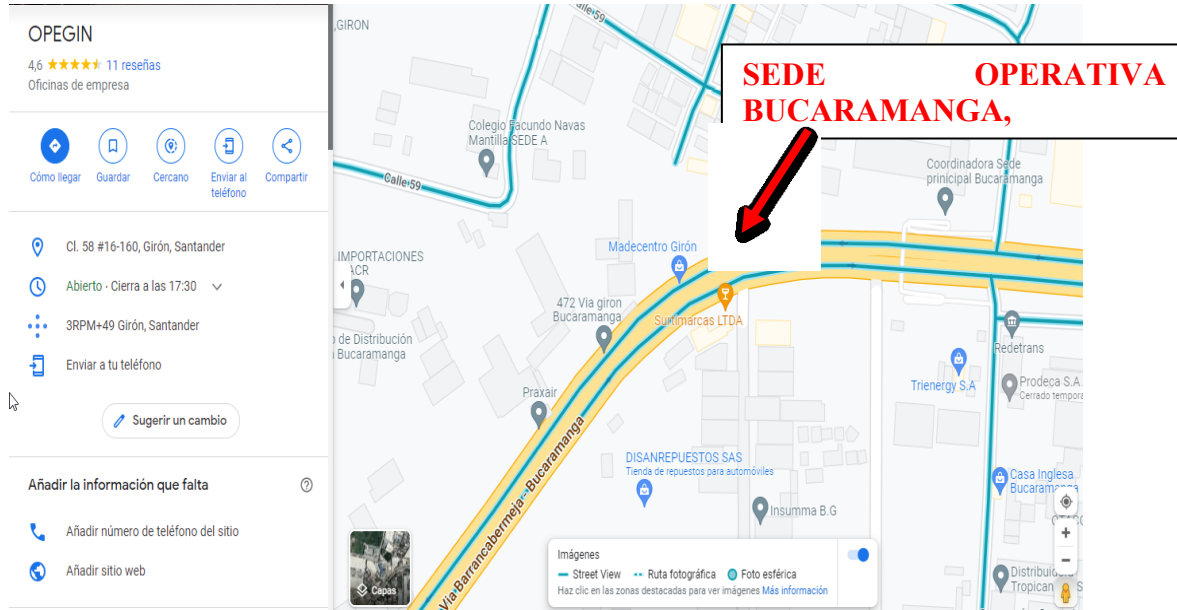 OPEGIN
4,6 ★★★★★ 11 reseñas
Oficinas de empresa
Cómo llegar
Guardar
Cercano
Enviar al
teléfono
Compartir
Cl. 58 #16-160, Girón, Santander
Abierto · Cierra a las 17:30
3RPM+49 Girón, Santander
Enviar a tu teléfono
Sugerir un cambio
Añadir la información que falta
Añadir número de teléfono del sitio
Añadir sitio web
GIRON
Calle 59
SEDE OPERATIVA
BUCARAMANGA,
Colegio Facundo Navas
Mantilla SEDE A
Calle 59
Coordinadora Sede
prinicipal Bucaramanga
Madecentro Girón
IMPORTACIONES
ACR
472 Via giron
Bucaramanga
Surtimarcas LTDA
de Distribución
Bucaramanga
Redetrans
Trienergy S.A
Prodeca S.A.
Cerrado tempora
Praxair
Vía Barrancabermeja - Bucaramanga
DISANREPUESTOS SAS
Tienda de repuestos para automóviles
Casa Inglesa
Bucaramanga
Insumma B.G
Imágenes
Street View
Ruta fotográfica
Foto esférica
Haz clic en las zonas destacadas para ver imágenes Más información
Capas
Tropican